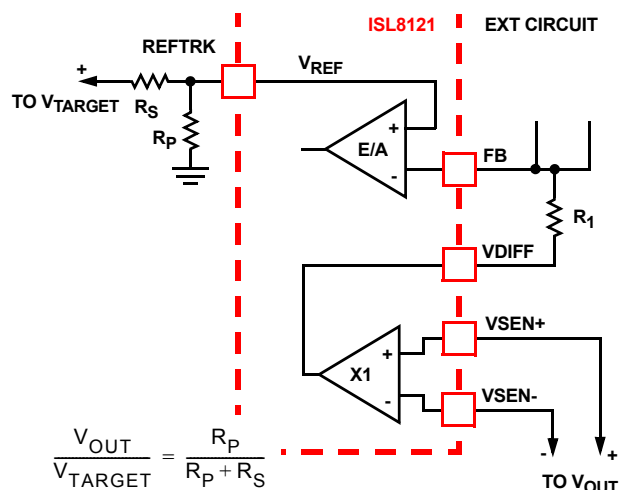 ISL8121 EXT CIRCUIT
REFTRK
VREF
+
TO VTARGET
RS
RP
+
E/A
-
FB
R1
VDIFF
VSEN+
+
X1
-
VSEN-
- +
TO VOUT
VOUT / VTARGET = RP / (RP + RS)